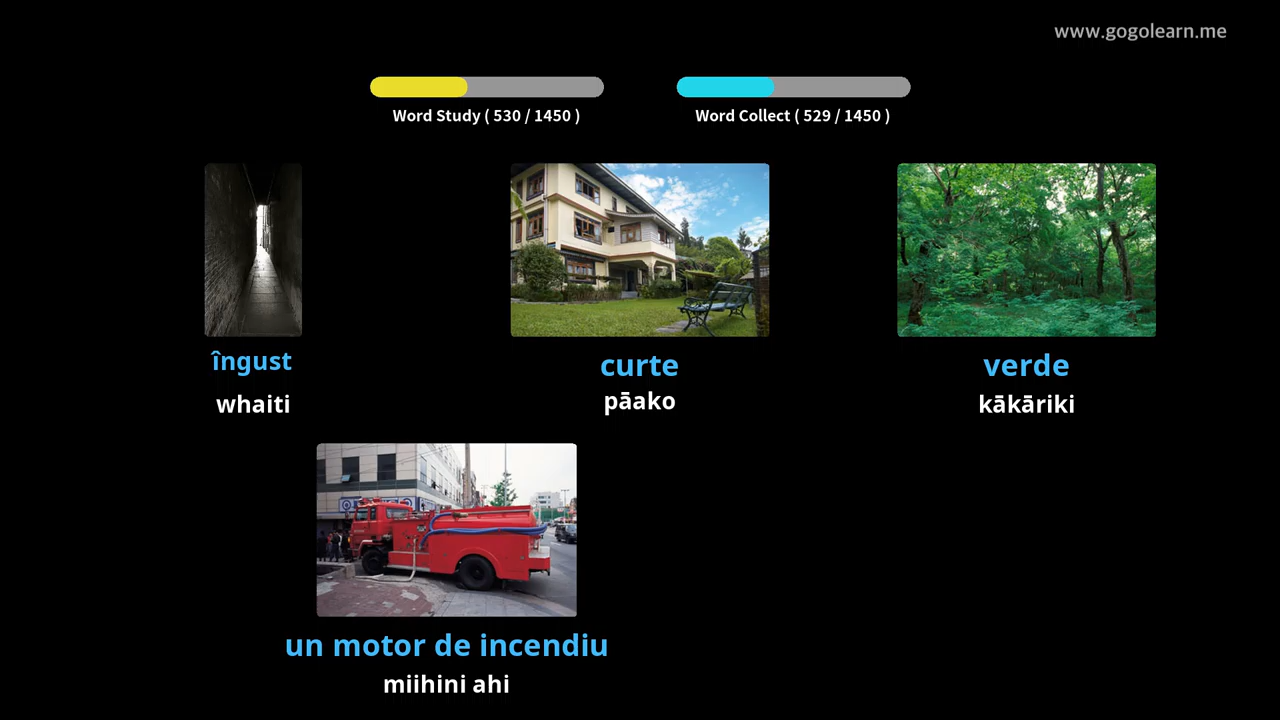 www.gogolearn.me
Word Study ( 530 / 1450 )
Word Collect ( 529 / 1450 )
îngust
whaiti
curte
pāako
verde
kākāriki
un motor de incendiu
miihini ahi